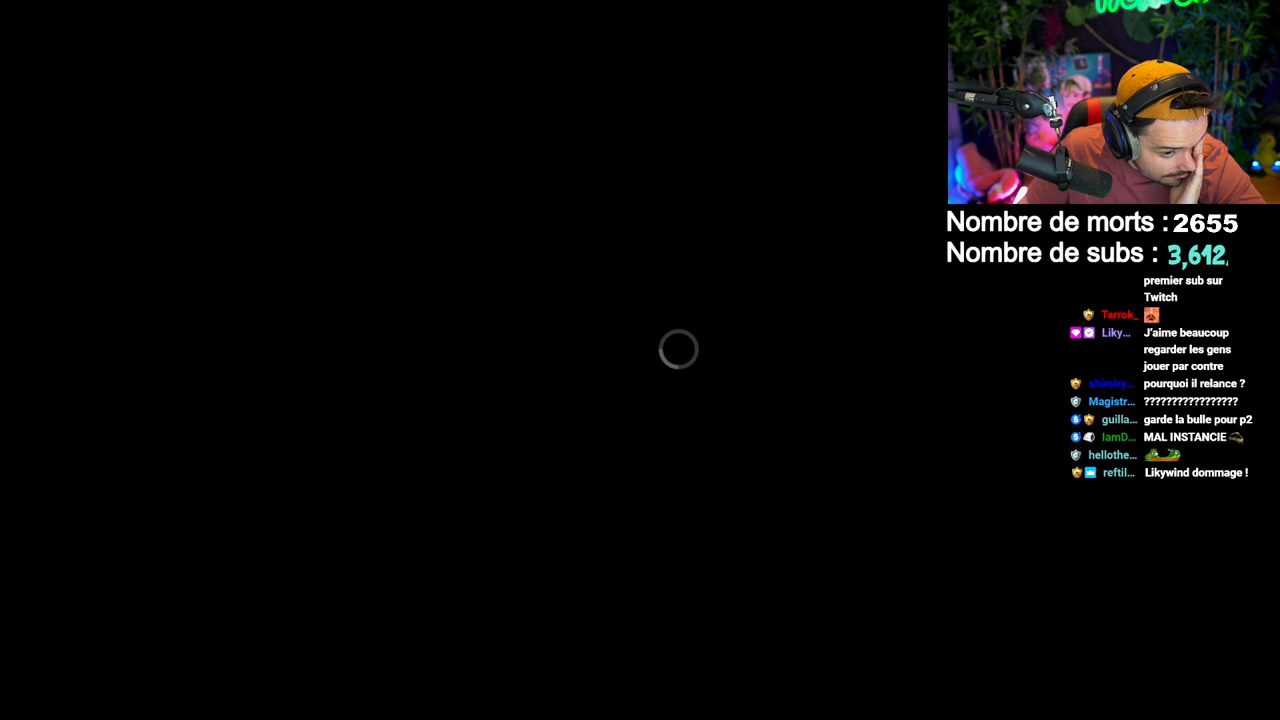 Nombre de morts : 2655
Nombre de subs : 3,612
premier sub sur
Twitch
Tarrok_
Liky... J'aime beaucoup
regarder les gens
jouer par contre
shiroiry... pourquoi il relance ?
Magistr... ?????????????????
guilla... garde la bulle pour p2
IamD... MAL INSTANCIE
hellothe...
reftil... Likywind dommage !